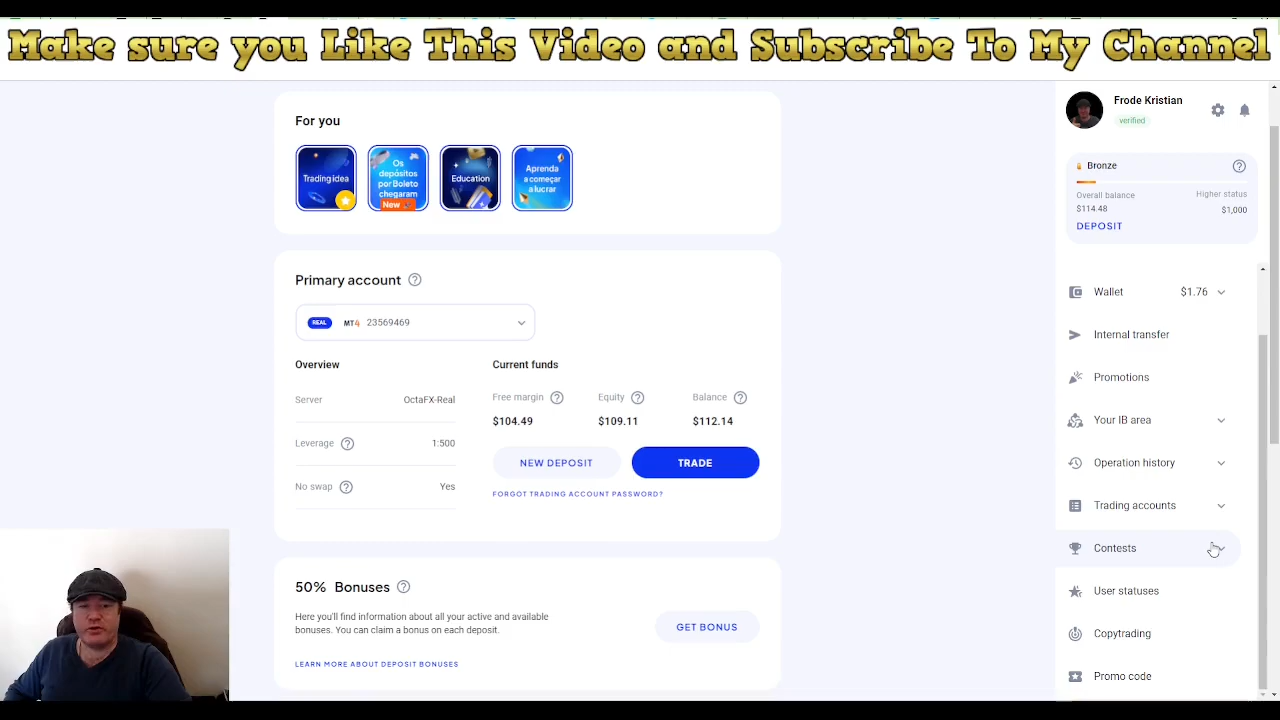 Make sure you Like This Video and Subscribe To My Channel
For you
Trading idea
Os
depósitos
por Boleto
chegaram
New
Education
Aprenda
a começar
a lucrar
Primary account
REAL MT4 23569469
Overview
Server OctaFX-Real
Leverage 1:500
No swap Yes
Current funds
Free margin Equity Balance
$104.49 $109.11 $112.14
NEW DEPOSIT TRADE
FORGOT TRADING ACCOUNT PASSWORD?
50% Bonuses
Here you'll find information about all your active and available
bonuses. You can claim a bonus on each deposit.
GET BONUS
LEARN MORE ABOUT DEPOSIT BONUSES
Frode Kristian
verified
Bronze
Overall balance Higher status
$114.48 $1,000
DEPOSIT
Wallet $1.76
Internal transfer
Promotions
Your IB area
Operation history
Trading accounts
Contests
User statuses
Copytrading
Promo code